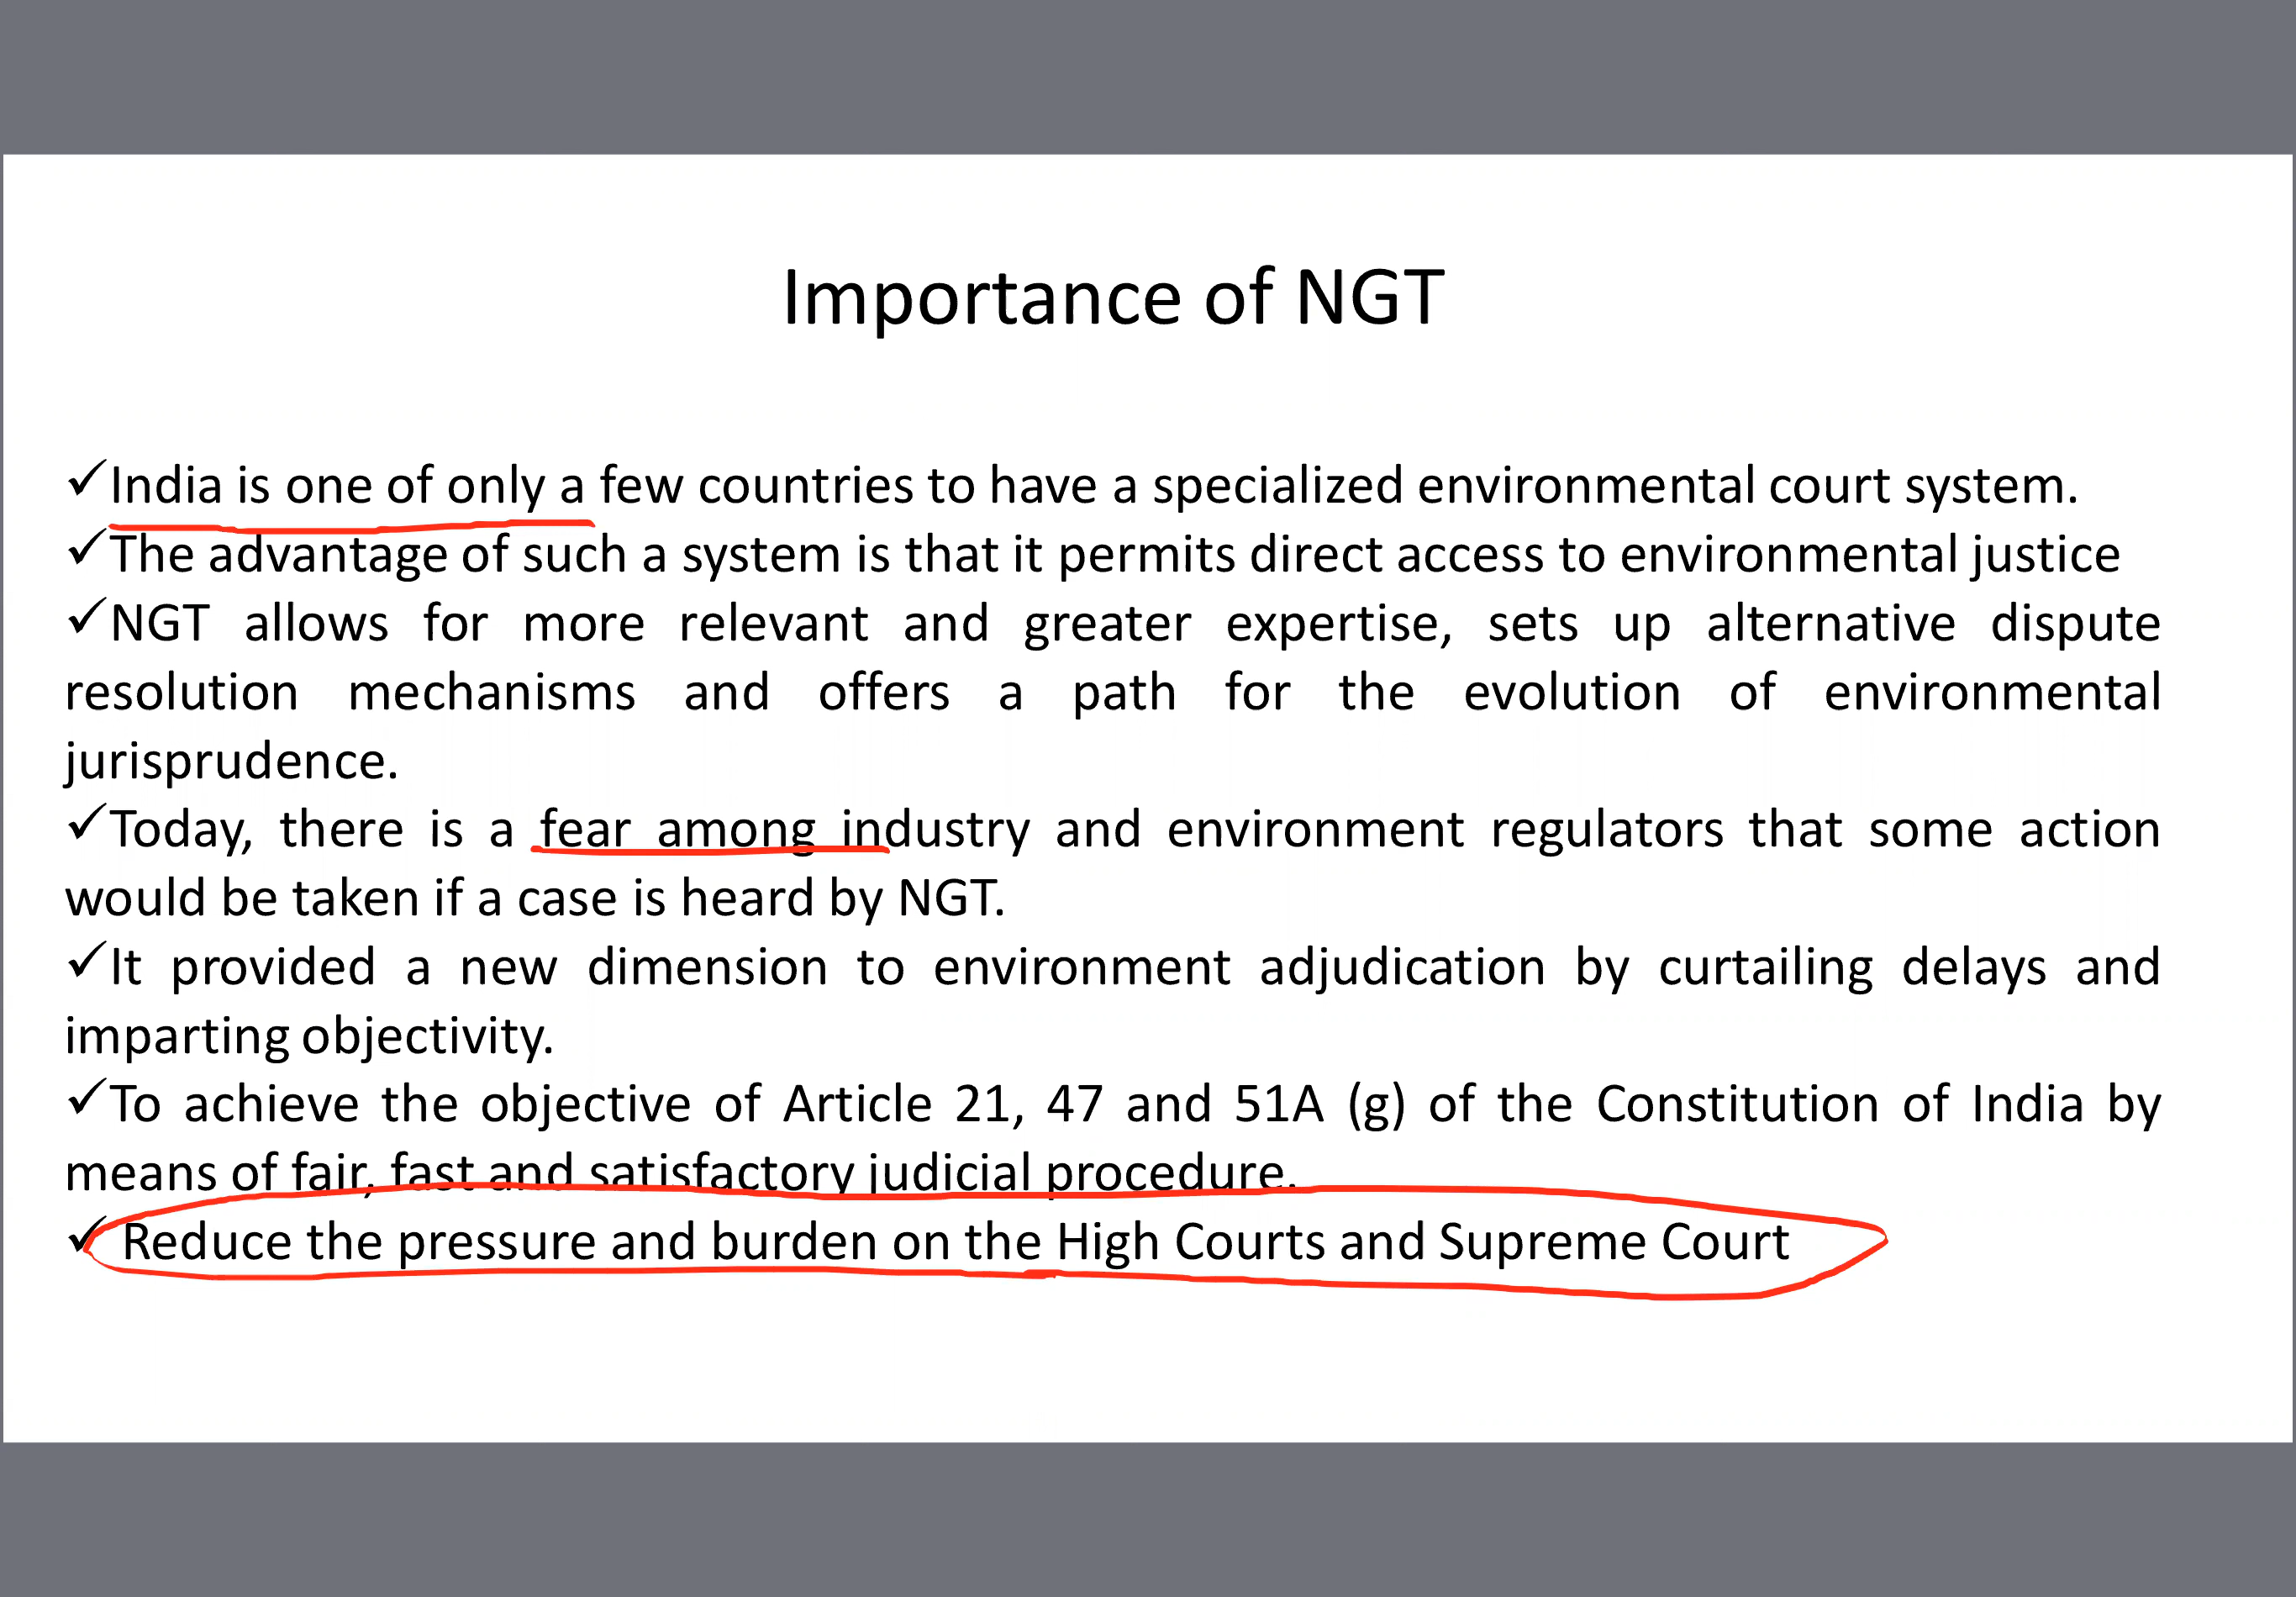 Importance of NGT
✓India is one of only a few countries to have a specialized environmental court system.
✓The advantage of such a system is that it permits direct access to environmental justice
✓NGT allows for more relevant and greater expertise, sets up alternative dispute
resolution mechanisms and offers a path for the evolution of environmental
jurisprudence.
✓Today, there is a fear among industry and environment regulators that some action
would be taken if a case is heard by NGT.
✓It provided a new dimension to environment adjudication by curtailing delays and
imparting objectivity.
✓To achieve the objective of Article 21, 47 and 51A (g) of the Constitution of India by
means of fair, fast and satisfactory judicial procedure.
✓ Reduce the pressure and burden on the High Courts and Supreme Court